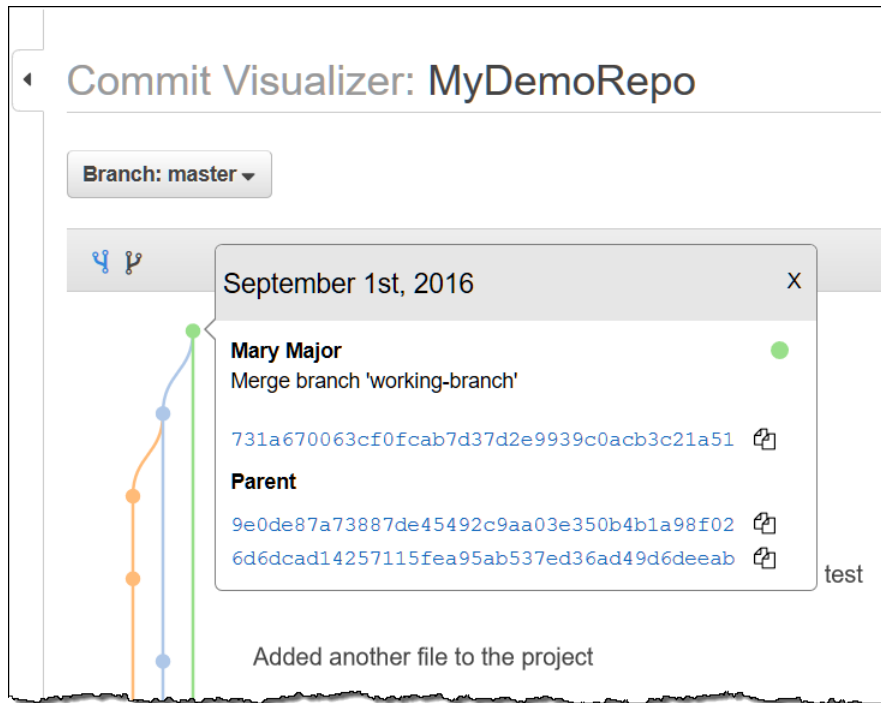 Commit Visualizer: MyDemoRepo
Branch: master
September 1st, 2016 X
Mary Major
Merge branch 'working-branch'
731a670063cf0fcab7d37d2e9939c0acb3c21a51
Parent
9e0de87a73887de45492c9aa03e350b4b1a98f02
6d6dcad14257115fea95ab537ed36ad49d6deeab
test
Added another file to the project